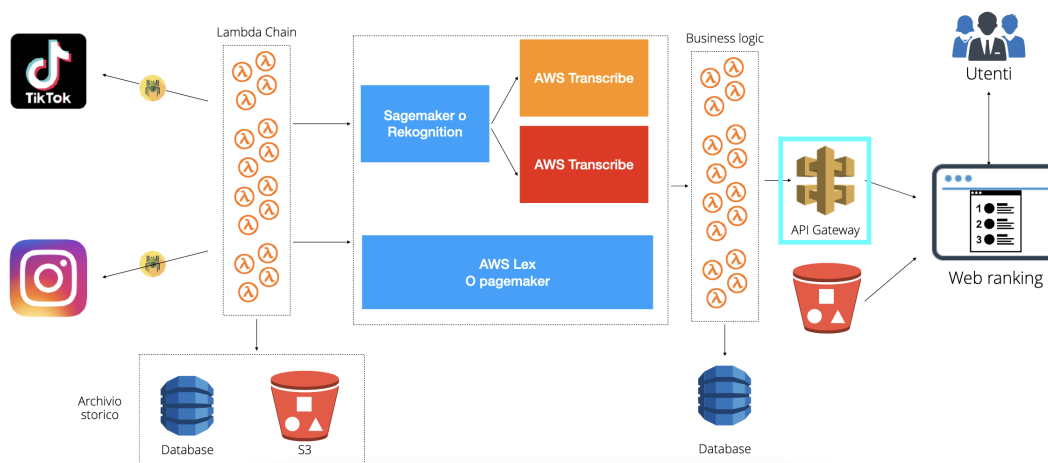 Lambda Chain
Business logic
TikTok
Sagemaker o
Rekognition
AWS Transcribe
AWS Transcribe
AWS Lex
O pagemaker
API Gateway
Utenti
1
2
3
Web ranking
Archivio
storico
Database
S3
Database